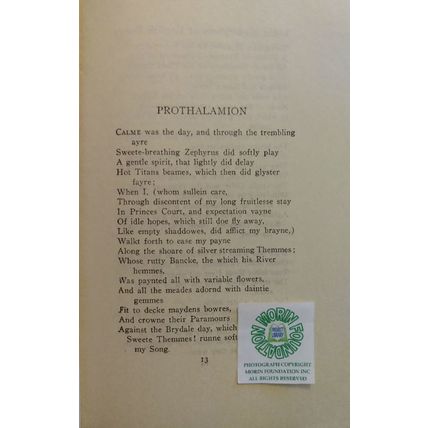 PROTHALAMION
CALME was the day, and through the trembling
ayre
Sweete-breathing Zephyrus did softly play
A gentle spirit, that lightly did delay
Hot Titans beames, which then did glyster
fayre;
When I, (whom sullein care,
Through discontent of my long fruitlesse stay
In Princes Court, and expectation vayne
Of idle hopes, which still doe fly away,
Like empty shaddowes, did afflict my brayne,)
Walkt forth to ease my payne
Along the shoare of silver streaming Themmes;
Whose rutty Bancke, the which his River
hemmes,
Was paynted all with variable flowers,
And all the meades adornd with daintie
gemmes
Fit to decke maydens bowres,
And crowne their Paramours
Against the Brydale day, which
Sweete Themmes! runne soft
my Song.
13
MORIN FOUNDATION
PROJECT
LIBRARY
PHOTOGRAPH COPYRIGHT
MORIN FOUNDATION INC
ALL RIGHTS RESERVED